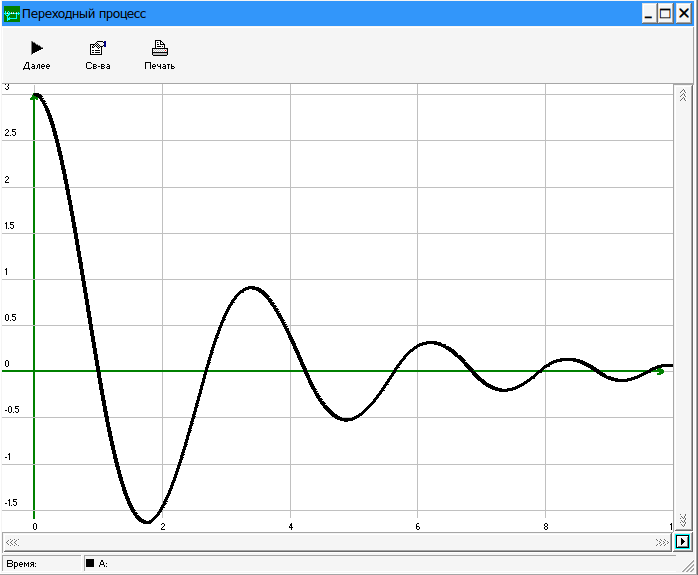 Переходный процесс
Далее Св-ва Печать
3
2.5
2
1.5
1
0.5
0
-0.5
-1
-1.5
0 2 4 6 8 1
Время: A: